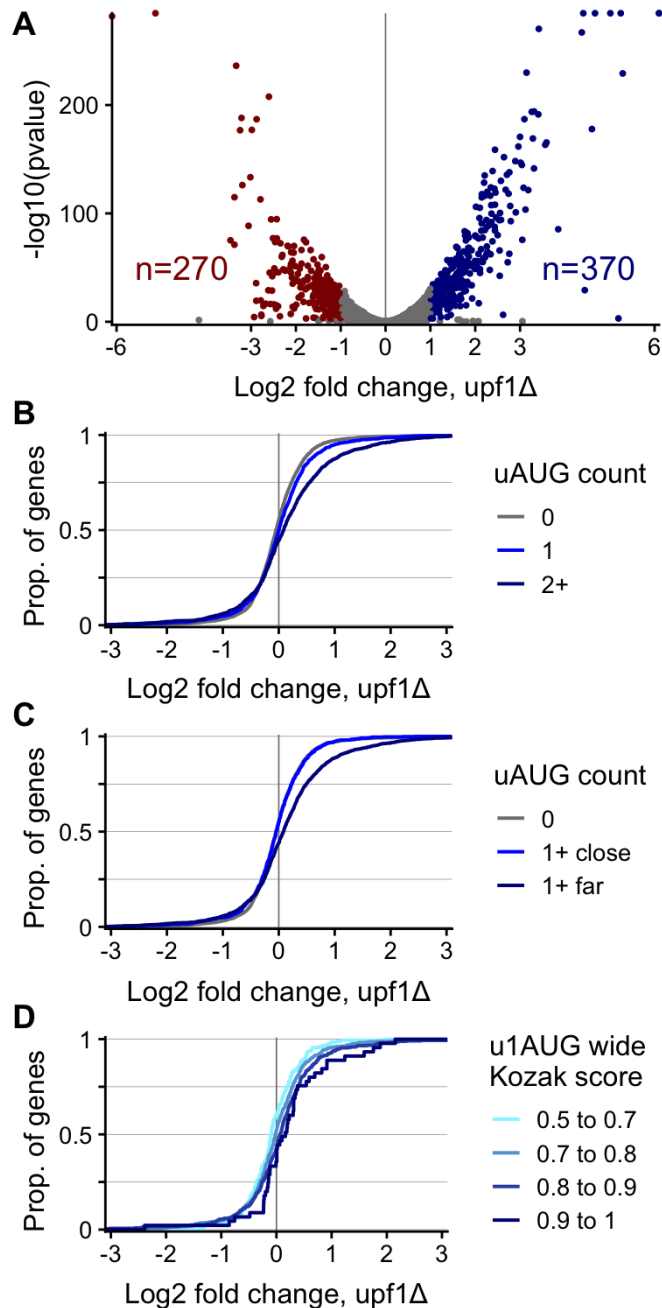 A
-log10(pvalue)
200
100
0
n=270
n=370
-6 -3 -2 -1 0 1 2 3 6
Log2 fold change, upf1Δ
B
Prop. of genes
1
0.5
0
-3 -2 -1 0 1 2 3
Log2 fold change, upf1Δ
uAUG count
0
1
2+
C
Prop. of genes
1
0.5
0
-3 -2 -1 0 1 2 3
Log2 fold change, upf1Δ
uAUG count
0
1+ close
1+ far
D
Prop. of genes
1
0.5
0
-3 -2 -1 0 1 2 3
Log2 fold change, upf1Δ
u1AUG wide
Kozak score
0.5 to 0.7
0.7 to 0.8
0.8 to 0.9
0.9 to 1